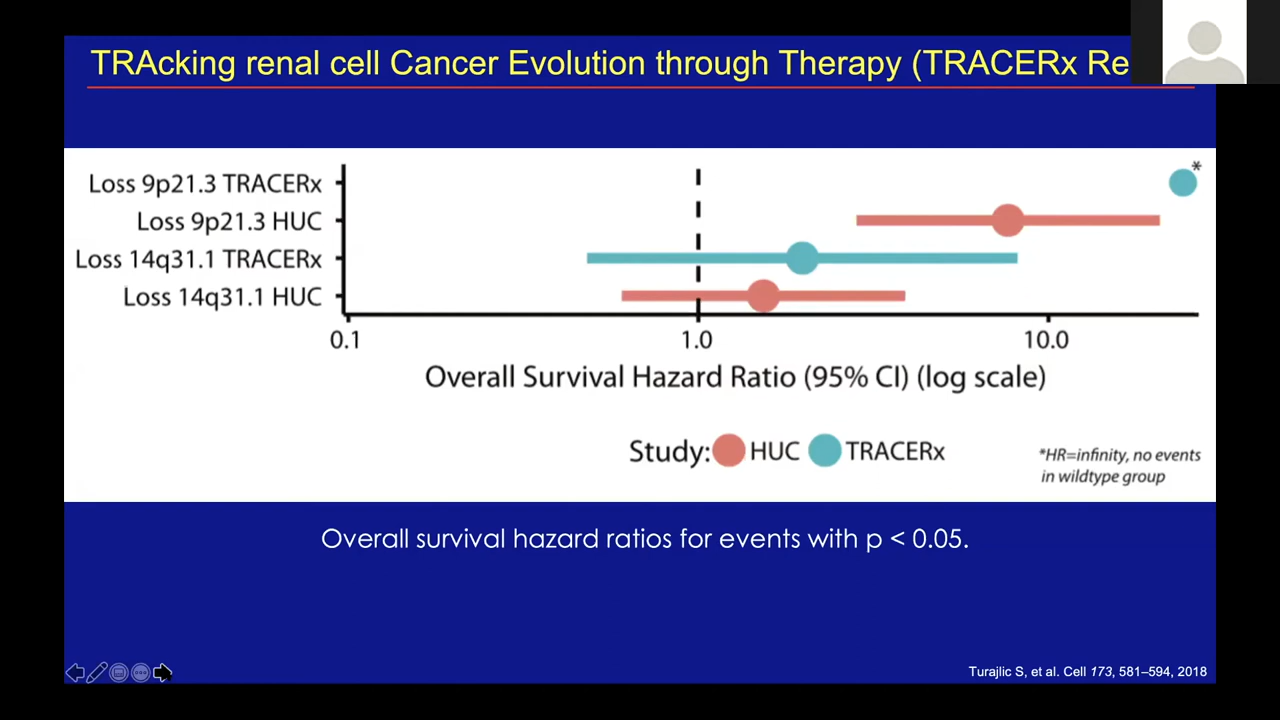 TRAcking renal cell Cancer Evolution through Therapy (TRACERx Re
*
Loss 9p21.3 TRACERx
Loss 9p21.3 HUC
Loss 14q31.1 TRACERx
Loss 14q31.1 HUC
0.1 1.0 10.0
Overall Survival Hazard Ratio (95% CI) (log scale)
Study: HUC TRACERx
*HR=infinity, no events
in wildtype group
Overall survival hazard ratios for events with p < 0.05.
Turajlic S, et al. Cell 173, 581–594, 2018